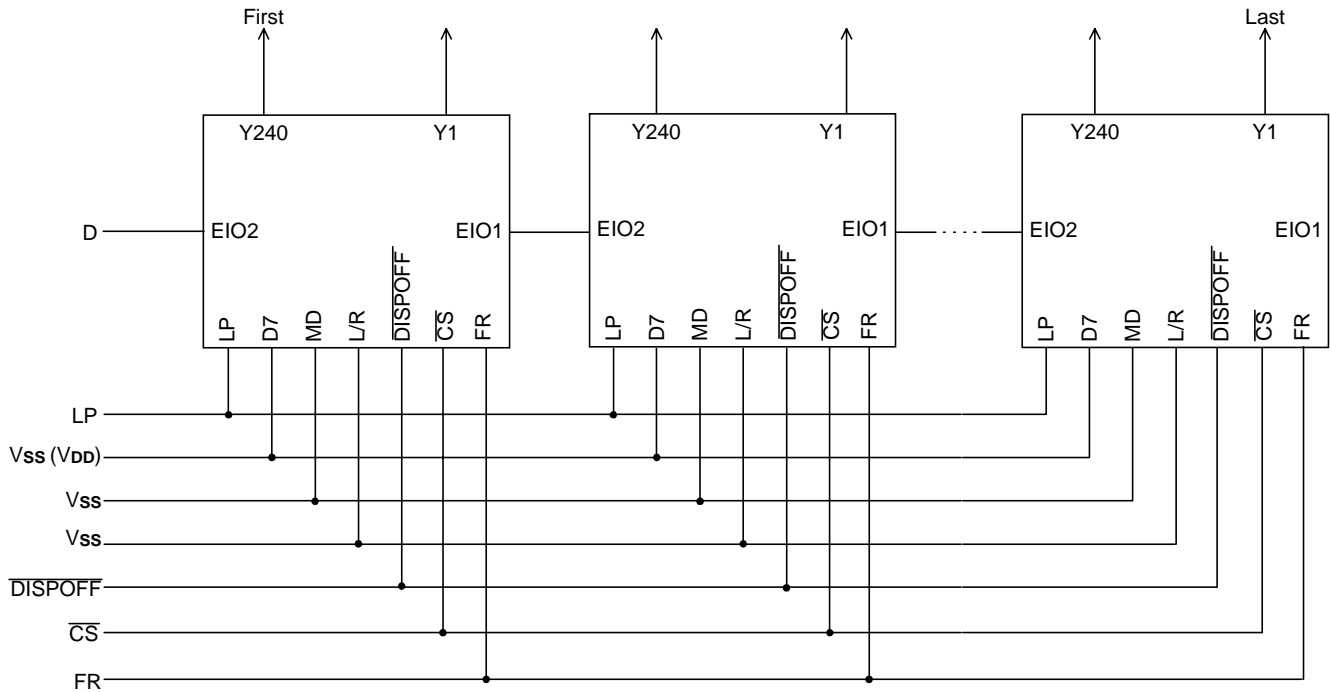 First Last
Y240 Y1 Y240 Y1 Y240 Y1
D EIO2 EIO1 EIO2 EIO1 EIO2 EIO1
LP D7 MD L/R DISPOFF CS FR LP D7 MD L/R DISPOFF CS FR LP D7 MD L/R DISPOFF CS FR
LP
VSS (VDD)
VSS
VSS
DISPOFF
CS
FR